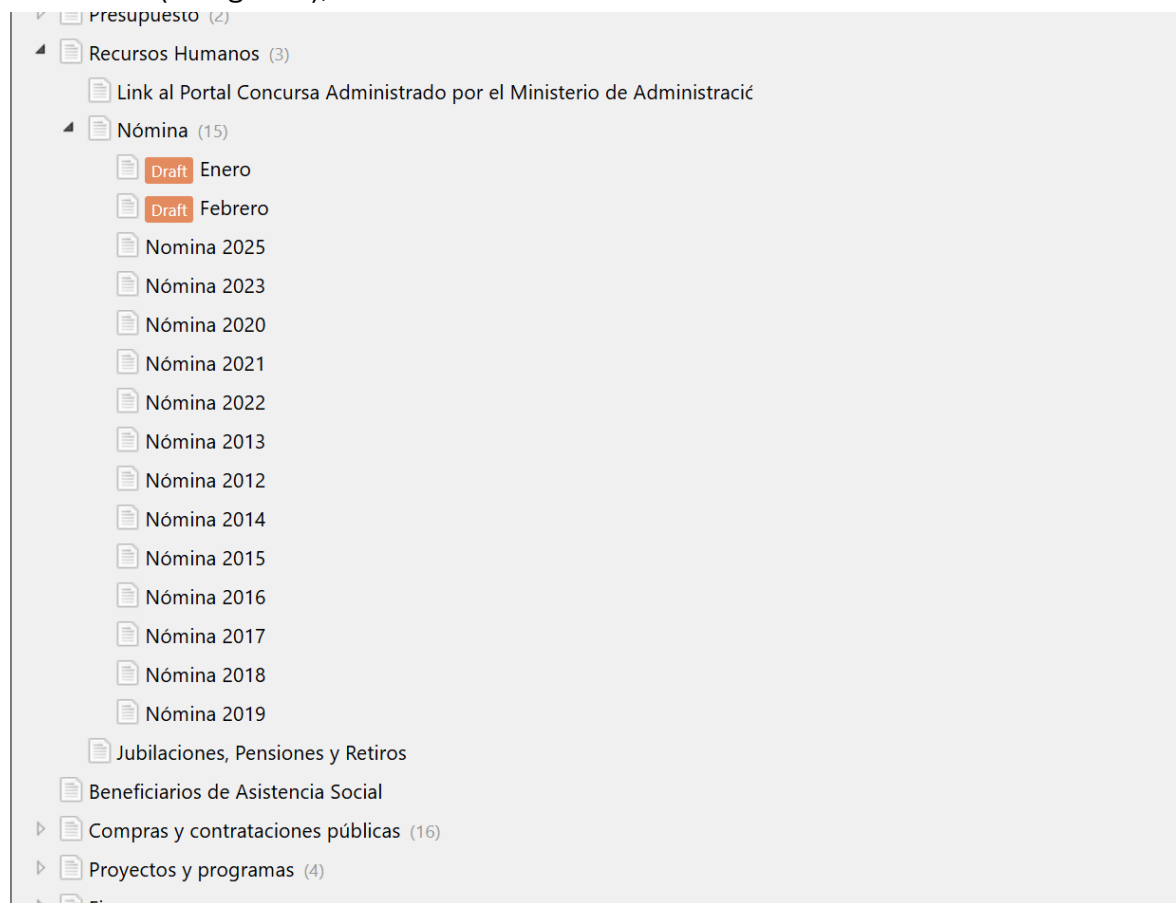 Presupuesto (2)
Recursos Humanos (3)
Link al Portal Concursa Administrado por el Ministerio de Administració
Nómina (15)
Draft Enero
Draft Febrero
Nomina 2025
Nómina 2023
Nómina 2020
Nómina 2021
Nómina 2022
Nómina 2013
Nómina 2012
Nómina 2014
Nómina 2015
Nómina 2016
Nómina 2017
Nómina 2018
Nómina 2019
Jubilaciones, Pensiones y Retiros
Beneficiarios de Asistencia Social
Compras y contrataciones públicas (16)
Proyectos y programas (4)